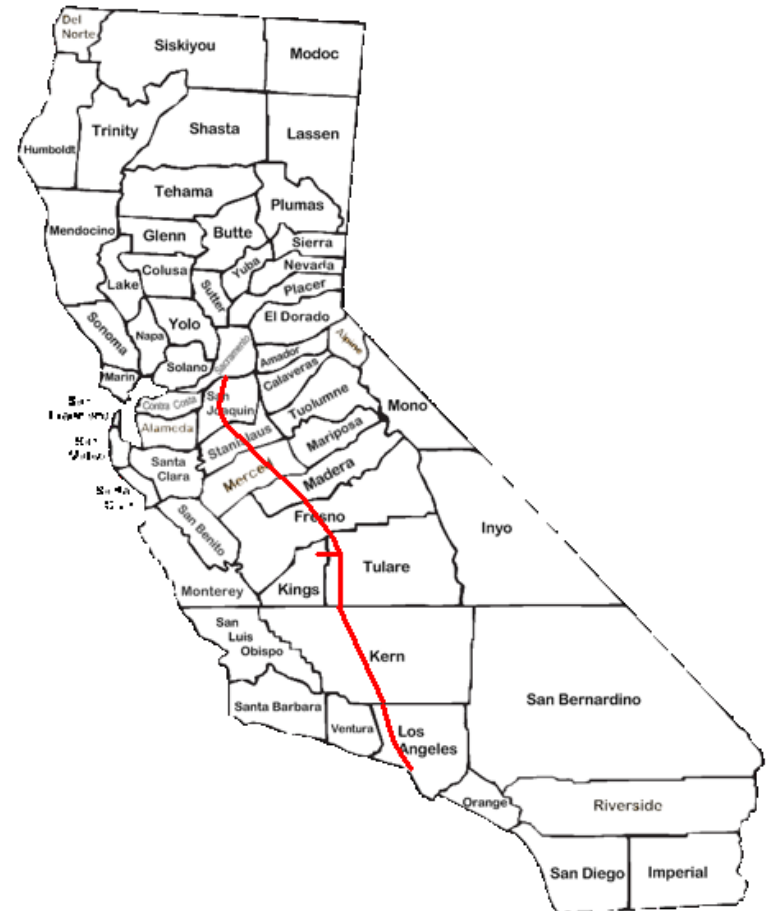 Del
Norte
Siskiyou
Modoc
Humboldt
Trinity
Shasta
Lassen
Tehama
Plumas
Mendocino
Glenn
Butte
Sierra
Lake
Colusa
Sutter
Yuba
Nevada
Placer
El Dorado
Sonoma
Napa
Yolo
Sacramento
Amador
Alpine
Marin
Solano
Calaveras
Contra Costa
San
Joaquin
Tuolumne
Mono
Alameda
Stanislaus
Mariposa
San
Santa
Clara
Merced
Madera
San Benito
Fresno
Inyo
Monterey
Kings
Tulare
San
Luis
Obispo
Kern
San Bernardino
Santa Barbara
Ventura
Los
Angeles
Orange
Riverside
San Diego
Imperial